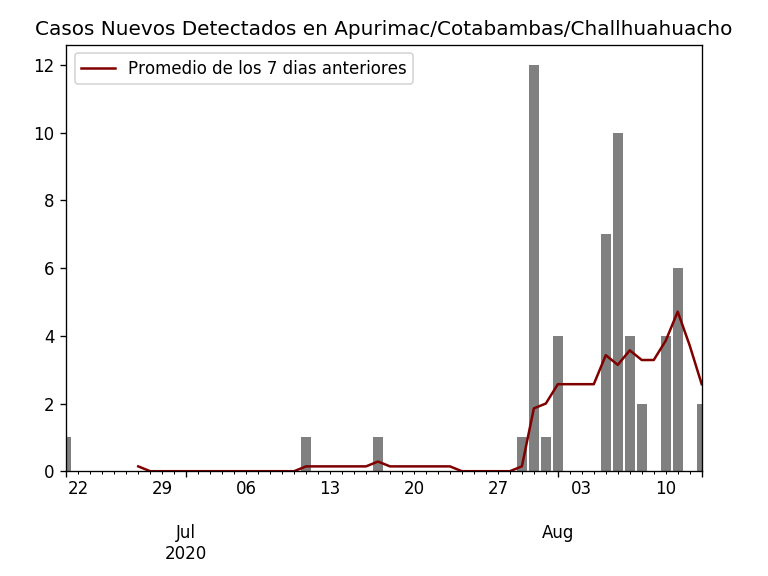 Casos Nuevos Detectados en Apurimac/Cotabambas/Challhuahuacho
Promedio de los 7 dias anteriores
12
10
8
6
4
2
0
22 29 06 13 20 27 03 10
Jul Aug
2020